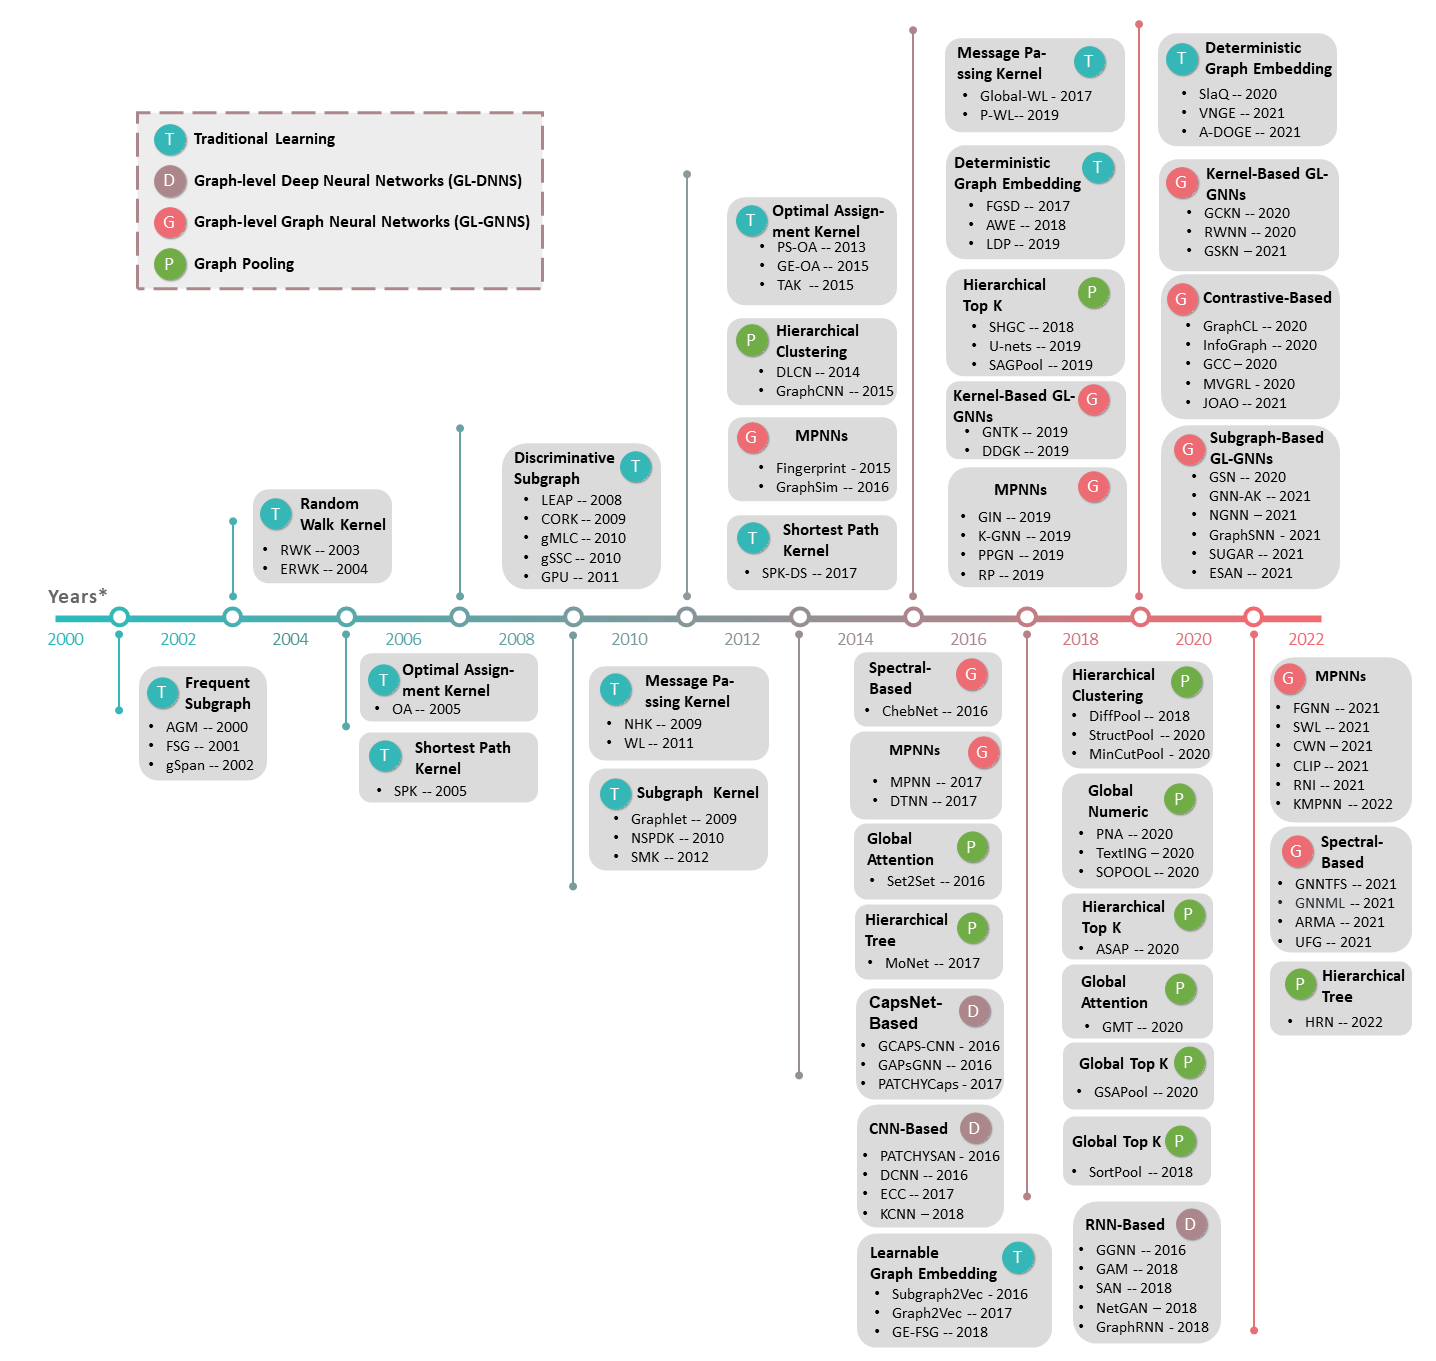 T Traditional Learning
D Graph-level Deep Neural Networks (GL-DNNS)
G Graph-level Graph Neural Networks (GL-GNNS)
P Graph Pooling
T Random
Walk Kernel
• RWK -- 2003
• ERWK -- 2004
Discriminative
Subgraph T
• LEAP -- 2008
• CORK -- 2009
• gMLC -- 2010
• gSSC -- 2010
• GPU -- 2011
T Optimal Assign-
ment Kernel
• PS-OA -- 2013
• GE-OA -- 2015
• TAK -- 2015
P Hierarchical
Clustering
• DLCN -- 2014
• GraphCNN -- 2015
G MPNNs
• Fingerprint - 2015
• GraphSim -- 2016
T Shortest Path
Kernel
• SPK-DS -- 2017
Message Pa- T
ssing Kernel
• Global-WL - 2017
• P-WL-- 2019
Deterministic T
Graph Embedding
• FGSD -- 2017
• AWE -- 2018
• LDP -- 2019
Hierarchical P
Top K
• SHGC -- 2018
• U-nets -- 2019
• SAGPool -- 2019
Kernel-Based GL- G
GNNs
• GNTK -- 2019
• DDGK -- 2019
MPNNs G
• GIN -- 2019
• K-GNN -- 2019
• PPGN -- 2019
• RP -- 2019
T Deterministic
Graph Embedding
• SlaQ -- 2020
• VNGE -- 2021
• A-DOGE -- 2021
G Kernel-Based GL-
GNNs
• GCKN -- 2020
• RWNN -- 2020
• GSKN – 2021
G Contrastive-Based
• GraphCL -- 2020
• InfoGraph -- 2020
• GCC – 2020
• MVGRL - 2020
• JOAO -- 2021
G Subgraph-Based
GL-GNNs
• GSN -- 2020
• GNN-AK -- 2021
• NGNN – 2021
• GraphSNN - 2021
• SUGAR -- 2021
• ESAN -- 2021
Years*
2000 2002 2004 2006 2008 2010 2012 2014 2016 2018 2020 2022
T Frequent
Subgraph
• AGM -- 2000
• FSG -- 2001
• gSpan -- 2002
T Optimal Assign-
ment Kernel
• OA -- 2005
T Shortest Path
Kernel
• SPK -- 2005
T Message Pa-
ssing Kernel
• NHK -- 2009
• WL -- 2011
T Subgraph Kernel
• Graphlet -- 2009
• NSPDK -- 2010
• SMK -- 2012
Spectral- G
Based
• ChebNet -- 2016
MPNNs G
• MPNN -- 2017
• DTNN -- 2017
Global P
Attention
• Set2Set -- 2016
Hierarchical P
Tree
• MoNet -- 2017
CapsNet- D
Based
• GCAPS-CNN - 2016
• GAPsGNN -- 2016
• PATCHYCaps - 2017
CNN-Based D
• PATCHYSAN - 2016
• DCNN -- 2016
• ECC -- 2017
• KCNN – 2018
Learnable T
Graph Embedding
• Subgraph2Vec - 2016
• Graph2Vec -- 2017
• GE-FSG -- 2018
Hierarchical P
Clustering
• DiffPool -- 2018
• StructPool -- 2020
• MinCutPool - 2020
Global P
Numeric
• PNA -- 2020
• TextING – 2020
• SOPOOL -- 2020
Hierarchical P
Top K
• ASAP -- 2020
Global P
Attention
• GMT -- 2020
Global Top K P
• GSAPool -- 2020
Global Top K P
• SortPool -- 2018
RNN-Based D
• GGNN -- 2016
• GAM -- 2018
• SAN -- 2018
• NetGAN – 2018
• GraphRNN - 2018
G MPNNs
• FGNN -- 2021
• SWL -- 2021
• CWN – 2021
• CLIP -- 2021
• RNI -- 2021
• KMPNN -- 2022
G Spectral-
Based
• GNNTFS -- 2021
• GNNML -- 2021
• ARMA -- 2021
• UFG -- 2021
P Hierarchical
Tree
• HRN -- 2022